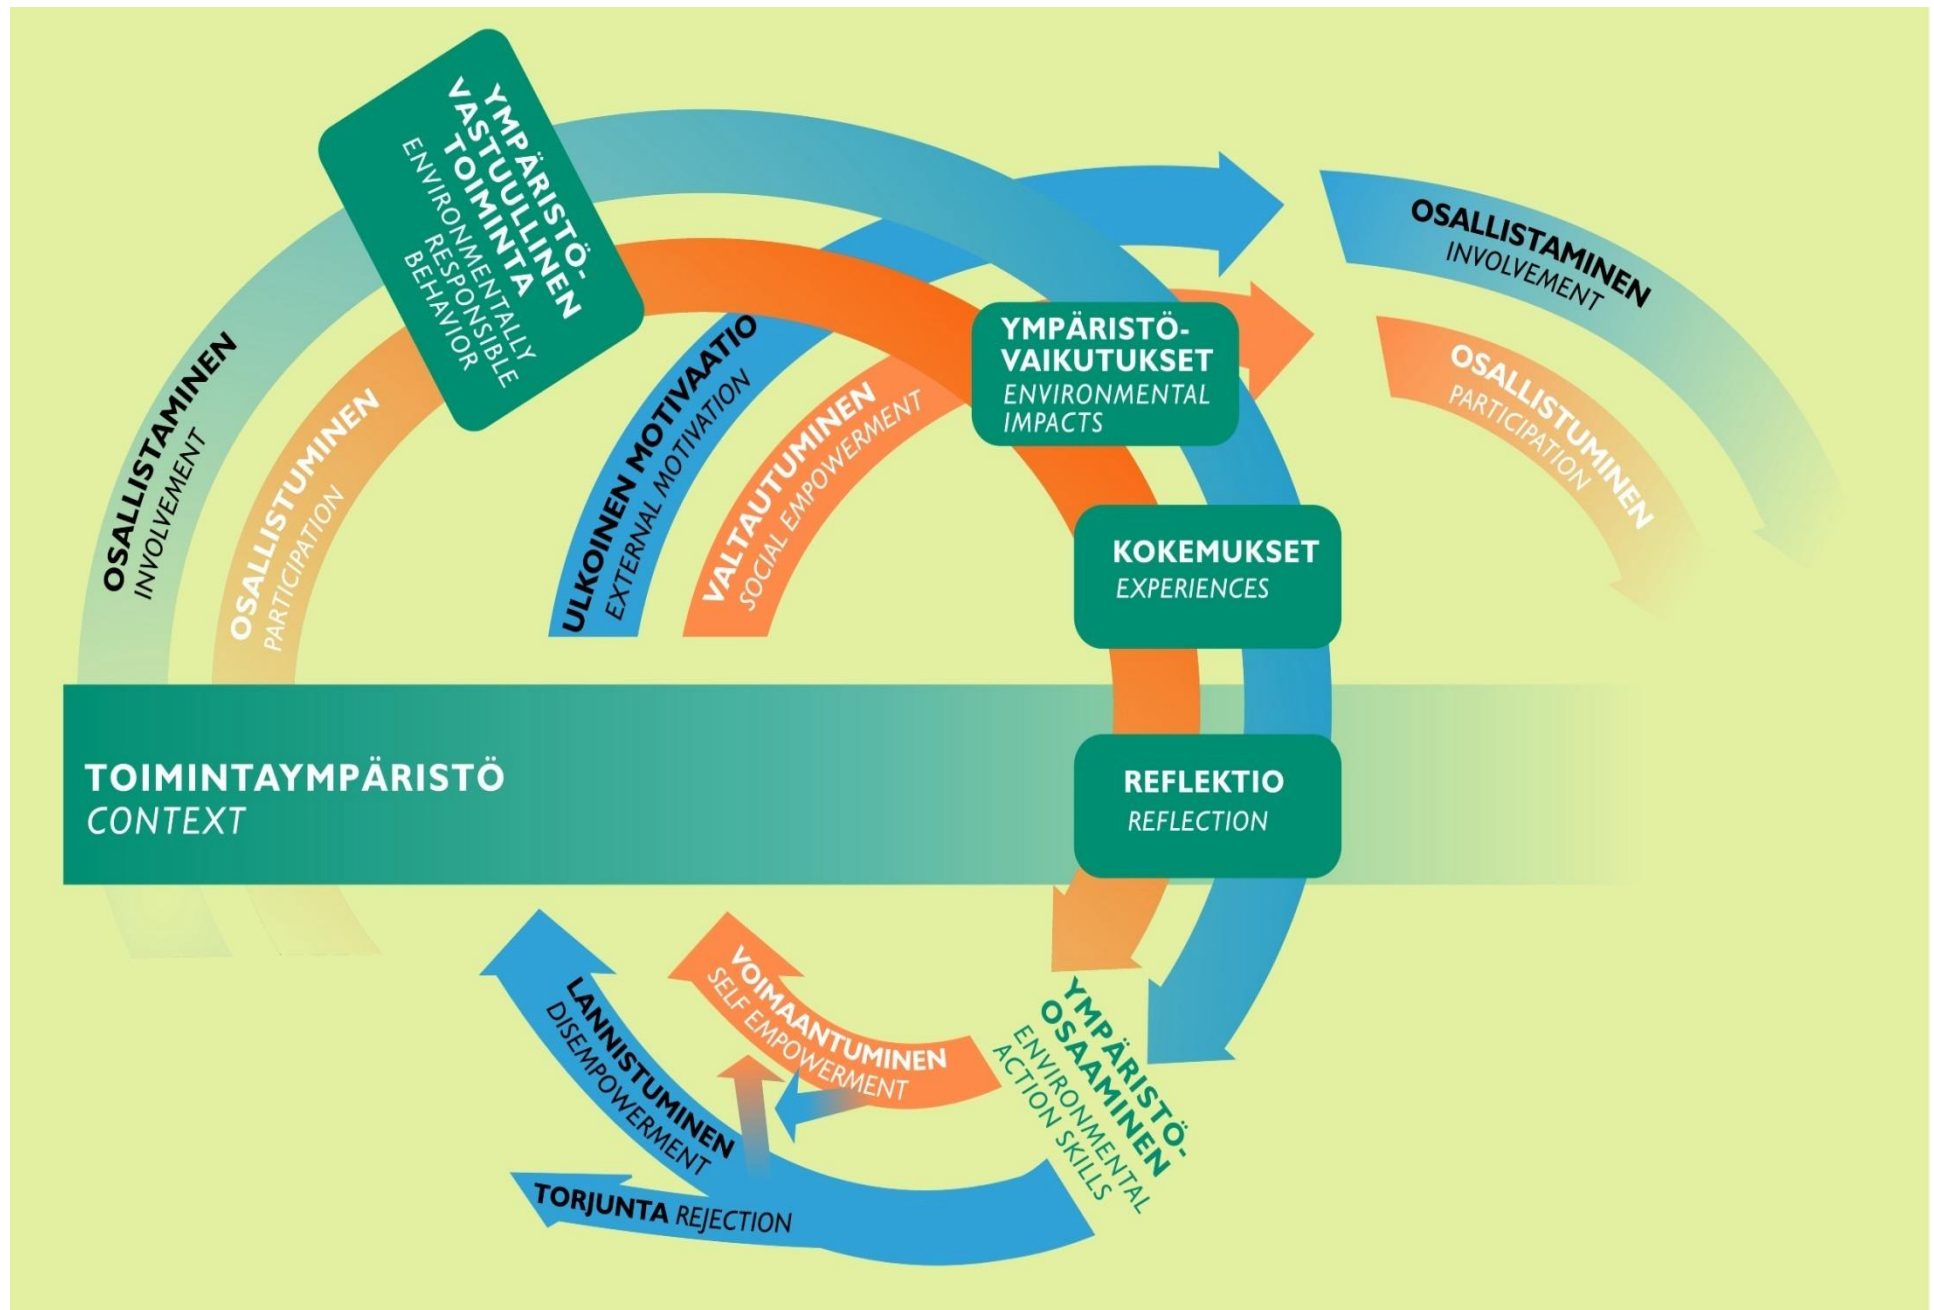 YMPÄRISTÖ-
VASTUULLINEN
TOIMINTA
ENVIRONMENTALLY
RESPONSIBLE
BEHAVIOR
OSALLISTAMINEN
INVOLVEMENT
OSALLISTUMINEN
PARTICIPATION
ULKOINEN MOTIVAATIO
EXTERNAL MOTIVATION
VALTAUTUMINEN
SOCIAL EMPOWERMENT
YMPÄRISTÖ-
VAIKUTUKSET
ENVIRONMENTAL
IMPACTS
OSALLISTAMINEN
INVOLVEMENT
OSALLISTUMINEN
PARTICIPATION
KOKEMUKSET
EXPERIENCES
TOIMINTAYMPÄRISTÖ
CONTEXT
REFLEKTIO
REFLECTION
LANNISTUMINEN
DISEMPOWERMENT
VOIMAANTUMINEN
SELF EMPOWERMENT
YMPÄRISTÖ-
OSAAMINEN
ENVIRONMENTAL
ACTION SKILLS
TORJUNTA REJECTION